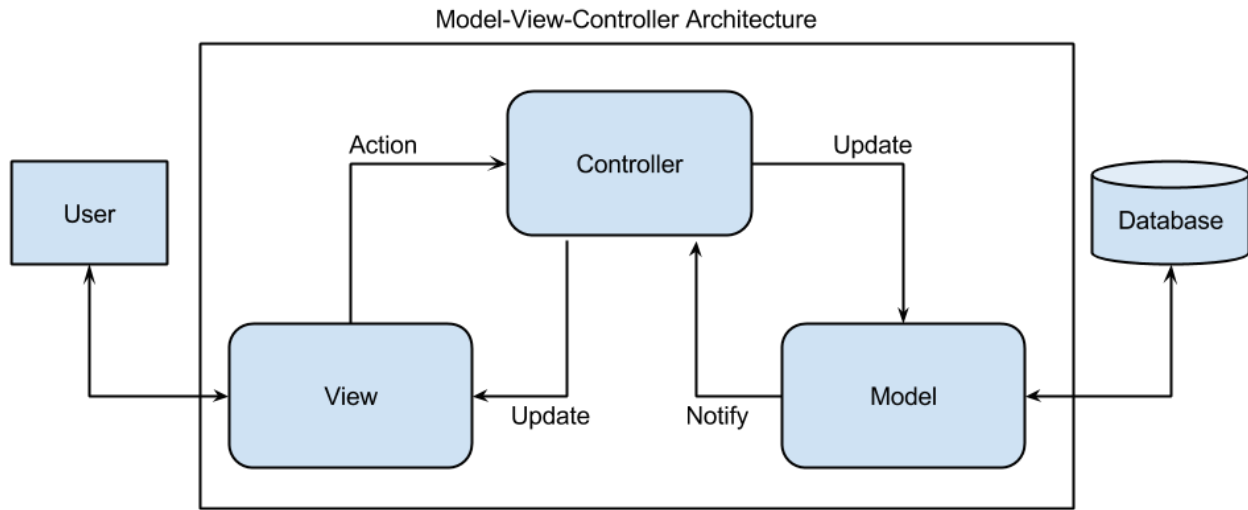 Model-View-Controller Architecture
Action
Controller
Update
User
Database
View
Update
Notify
Model